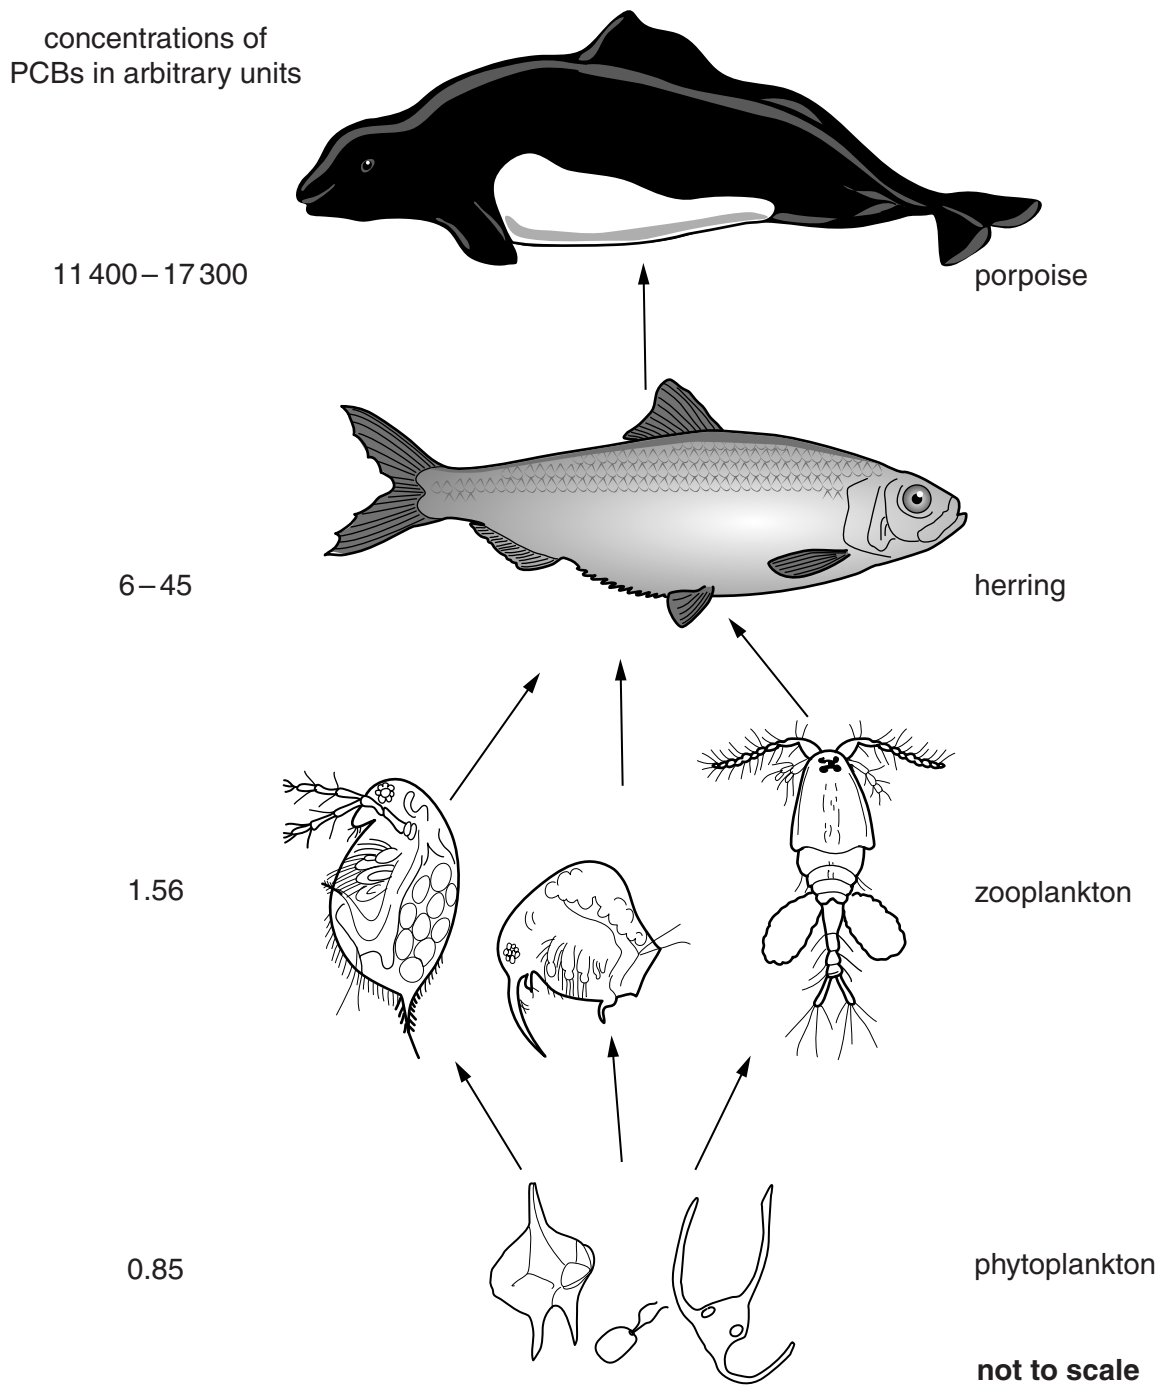 concentrations of
PCBs in arbitrary units
11 400 – 17 300
porpoise
6 – 45
herring
1.56
zooplankton
0.85
phytoplankton
not to scale